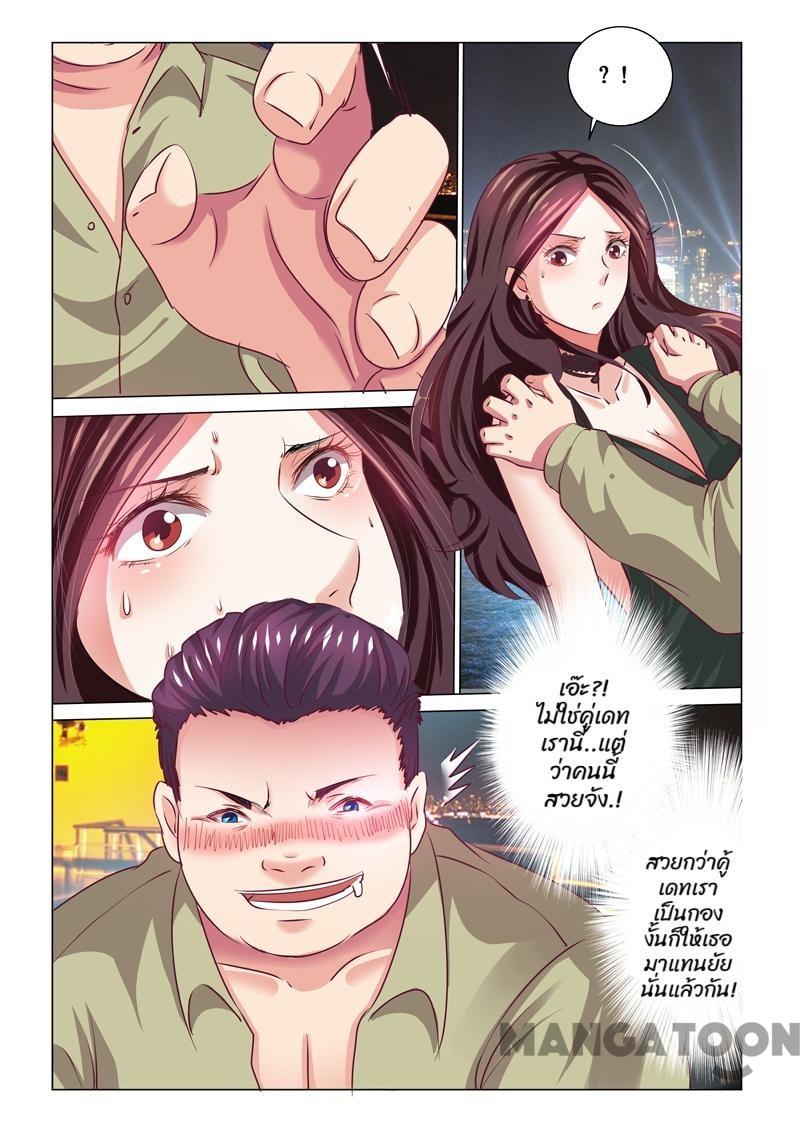 ? !
เอ๊ะ?!
ไม่ใช่คู่เดท
เรานี่..แต่
ว่าคนนี้
สวยจัง.!
สวยกว่าคู่
เดทเรา
เป็นกอง
งั้นก็ให้เธอ
มาแทนยัย
นั่นแล้วกัน!
MANGATOON